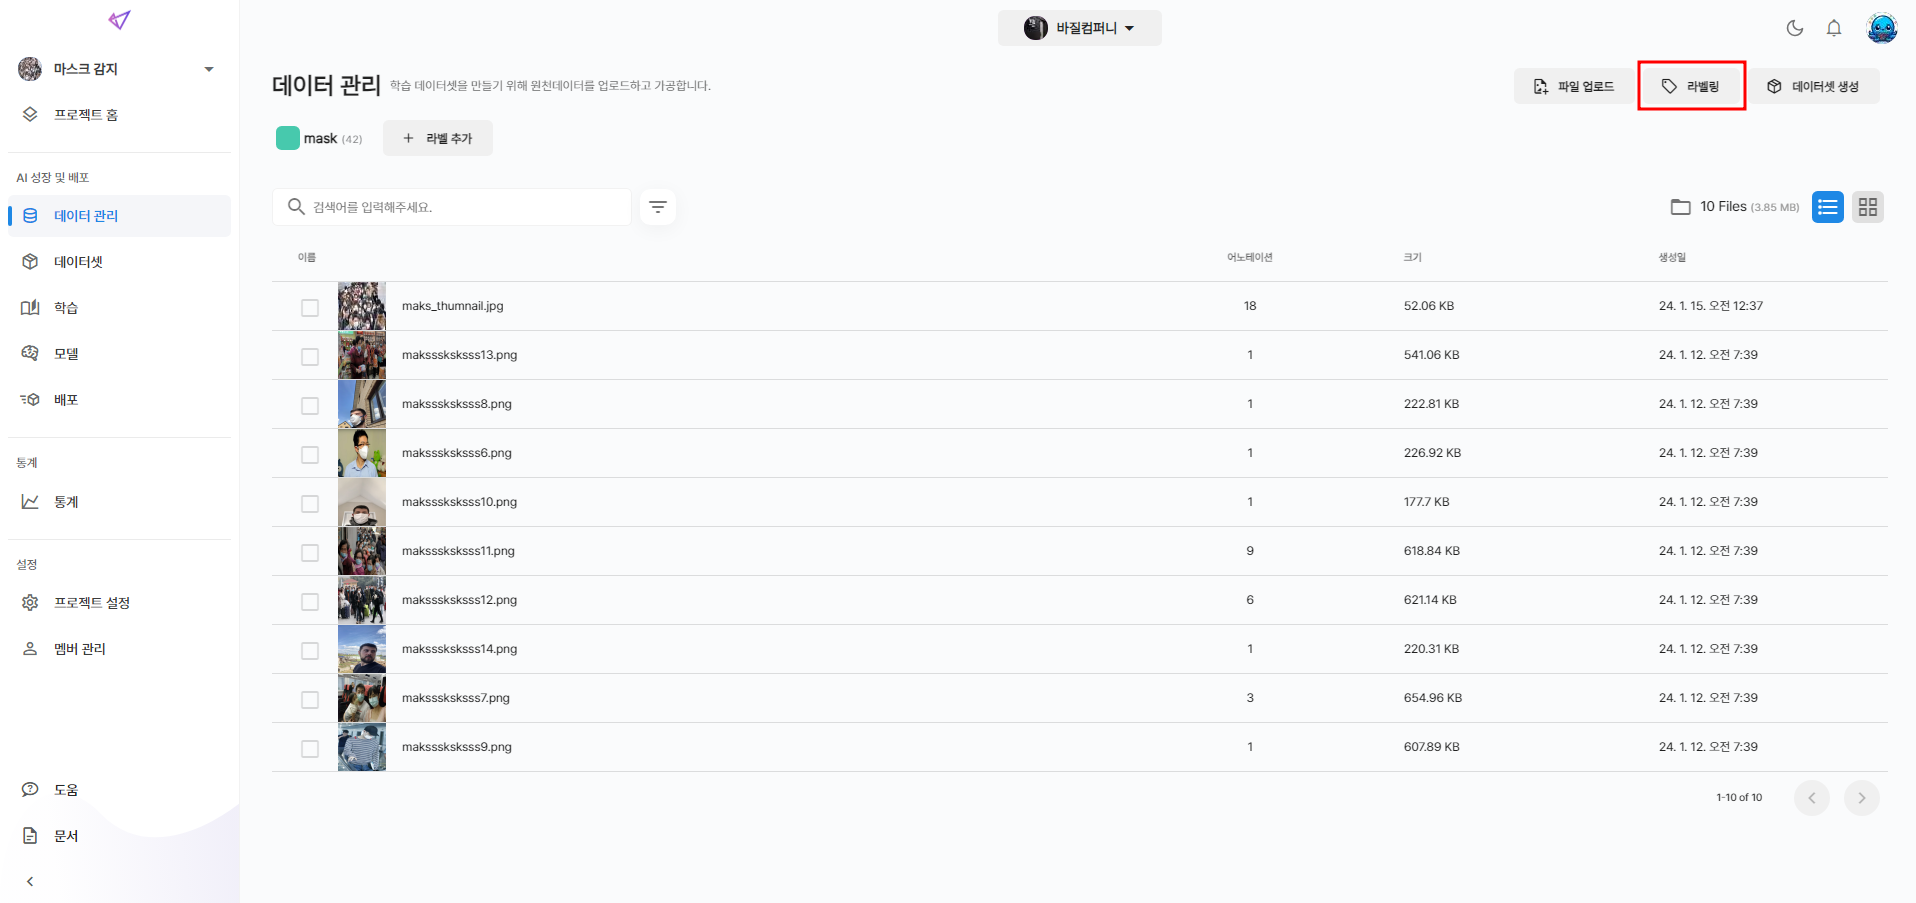 바질컴퍼니
마스크 감지
프로젝트 홈
AI 성장 및 배포
데이터 관리
데이터셋
학습
모델
배포
통계
통계
설정
프로젝트 설정
멤버 관리
도움
문서
데이터 관리 학습 데이터셋을 만들기 위해 원천데이터를 업로드하고 가공합니다.
파일 업로드 라벨링 데이터셋 생성
mask (42) + 라벨 추가
검색어를 입력해주세요.
10 Files (3.85 MB)
이름 어노테이션 크기 생성일
maks_thumnail.jpg 18 52.06 KB 24. 1. 15. 오전 12:37
maksssksksss13.png 1 541.06 KB 24. 1. 12. 오전 7:39
maksssksksss8.png 1 222.81 KB 24. 1. 12. 오전 7:39
maksssksksss6.png 1 226.92 KB 24. 1. 12. 오전 7:39
maksssksksss10.png 1 177.7 KB 24. 1. 12. 오전 7:39
maksssksksss11.png 9 618.84 KB 24. 1. 12. 오전 7:39
maksssksksss12.png 6 621.14 KB 24. 1. 12. 오전 7:39
maksssksksss14.png 1 220.31 KB 24. 1. 12. 오전 7:39
maksssksksss7.png 3 654.96 KB 24. 1. 12. 오전 7:39
maksssksksss9.png 1 607.89 KB 24. 1. 12. 오전 7:39
1-10 of 10